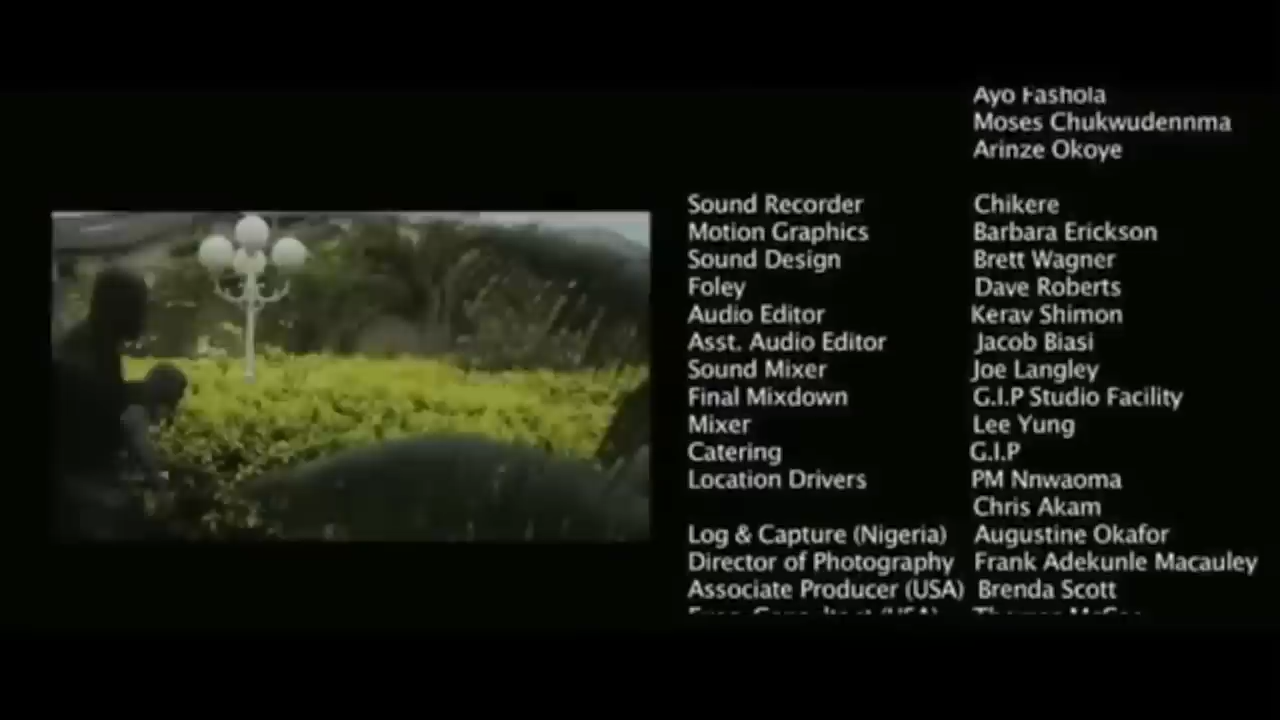 Ayo Fashola
Moses Chukwudennma
Arinze Okoye
Sound Recorder Chikere
Motion Graphics Barbara Erickson
Sound Design Brett Wagner
Foley Dave Roberts
Audio Editor Kerav Shimon
Asst. Audio Editor Jacob Biasi
Sound Mixer Joe Langley
Final Mixdown G.I.P Studio Facility
Mixer Lee Yung
Catering G.I.P
Location Drivers PM Nnwaoma
Chris Akam
Log & Capture (Nigeria) Augustine Okafor
Director of Photography Frank Adekunle Macauley
Associate Producer (USA) Brenda Scott